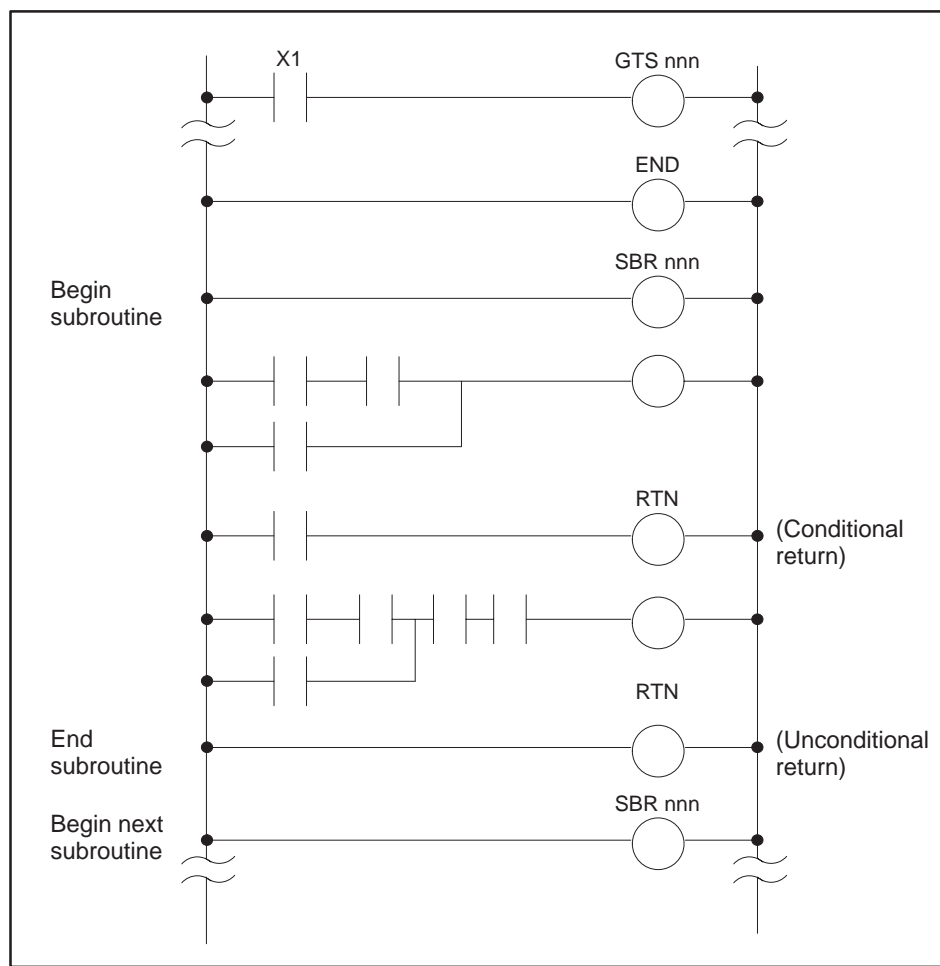 X1
GTS nnn
END
SBR nnn
Begin
subroutine
RTN
(Conditional
return)
RTN
End
subroutine
(Unconditional
return)
SBR nnn
Begin next
subroutine